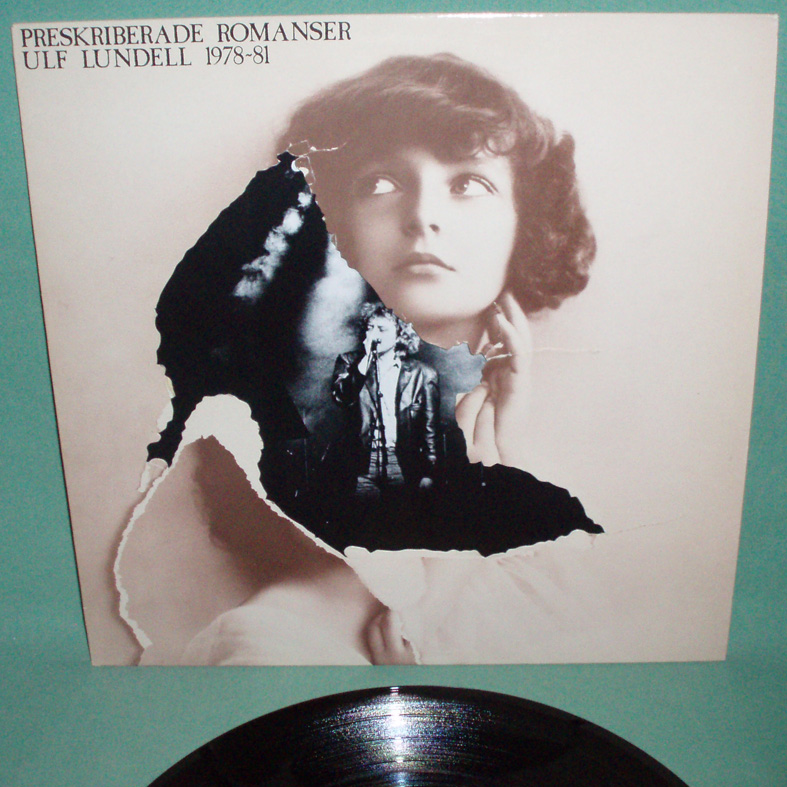 PRESKRIBERADE ROMANSER
ULF LUNDELL 1978-81